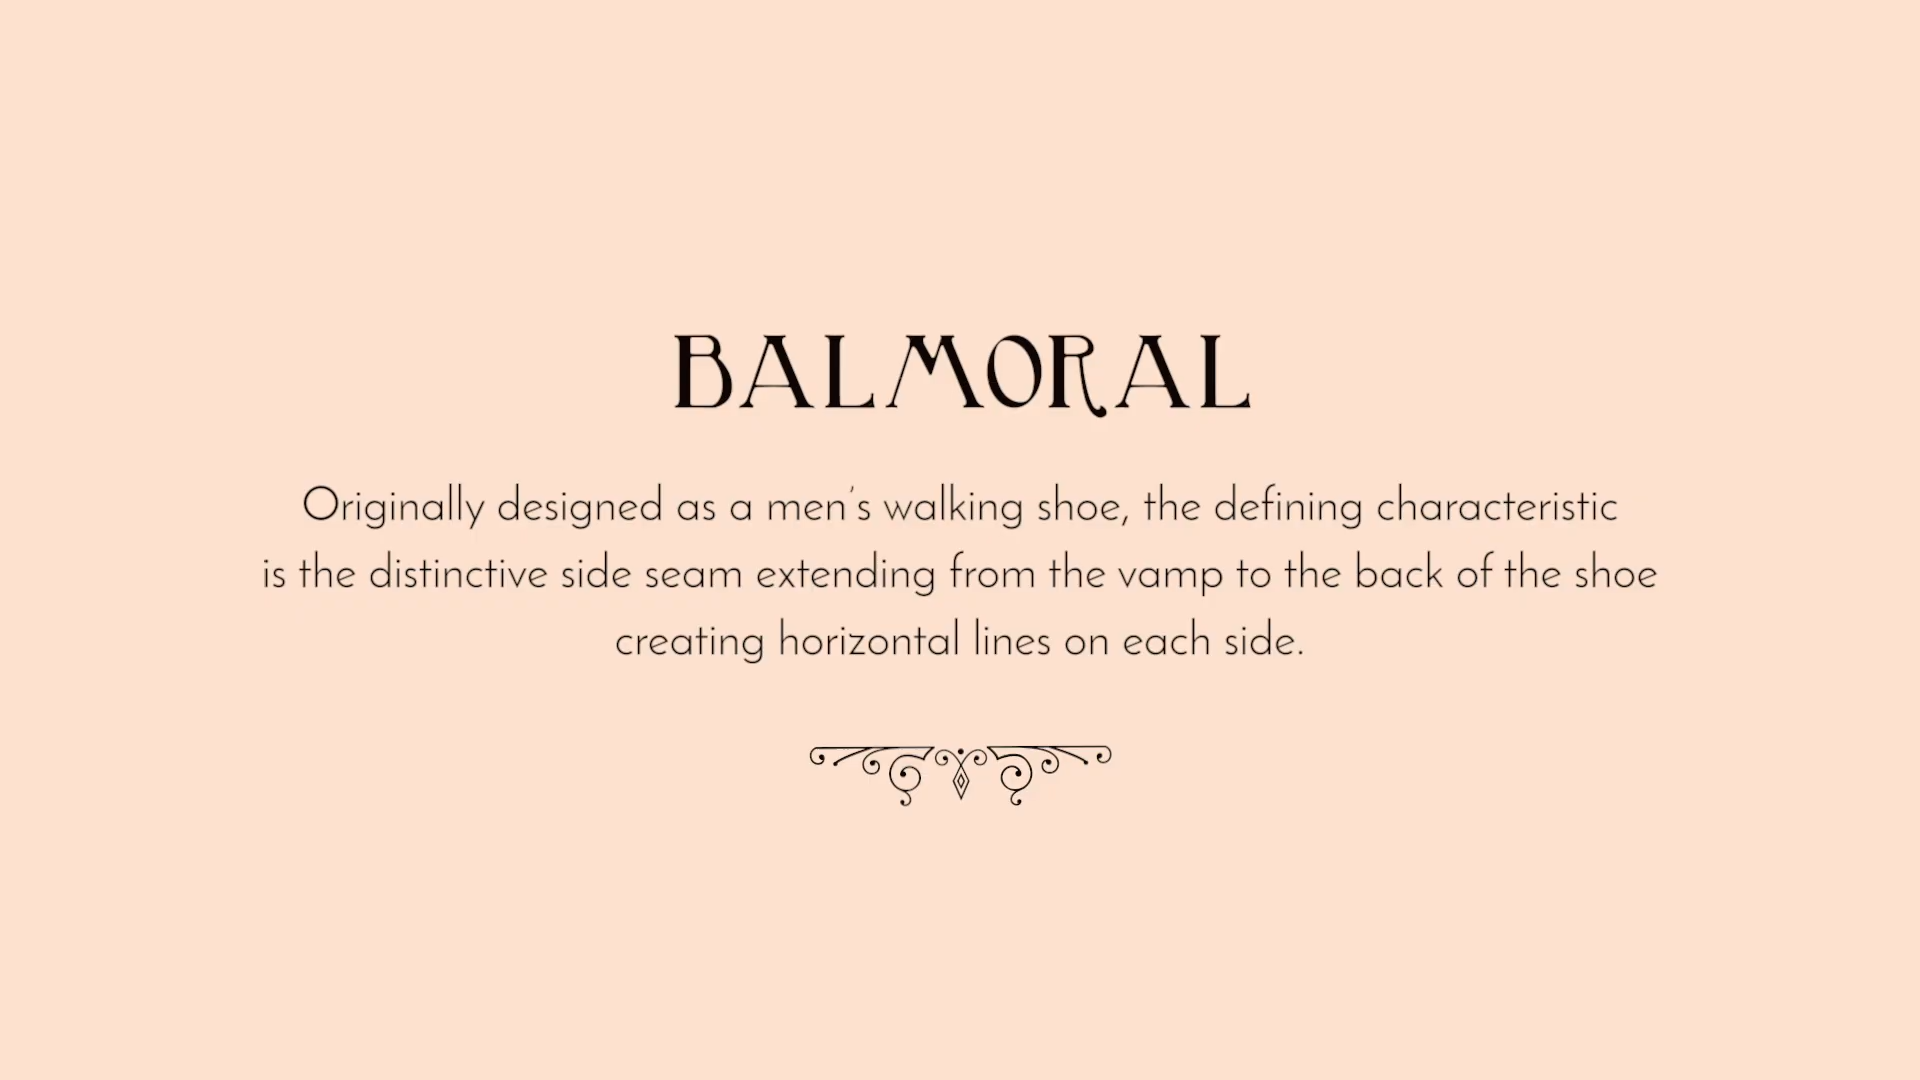 BALMORAL
Originally designed as a men's walking shoe, the defining characteristic
is the distinctive side seam extending from the vamp to the back of the shoe
creating horizontal lines on each side.